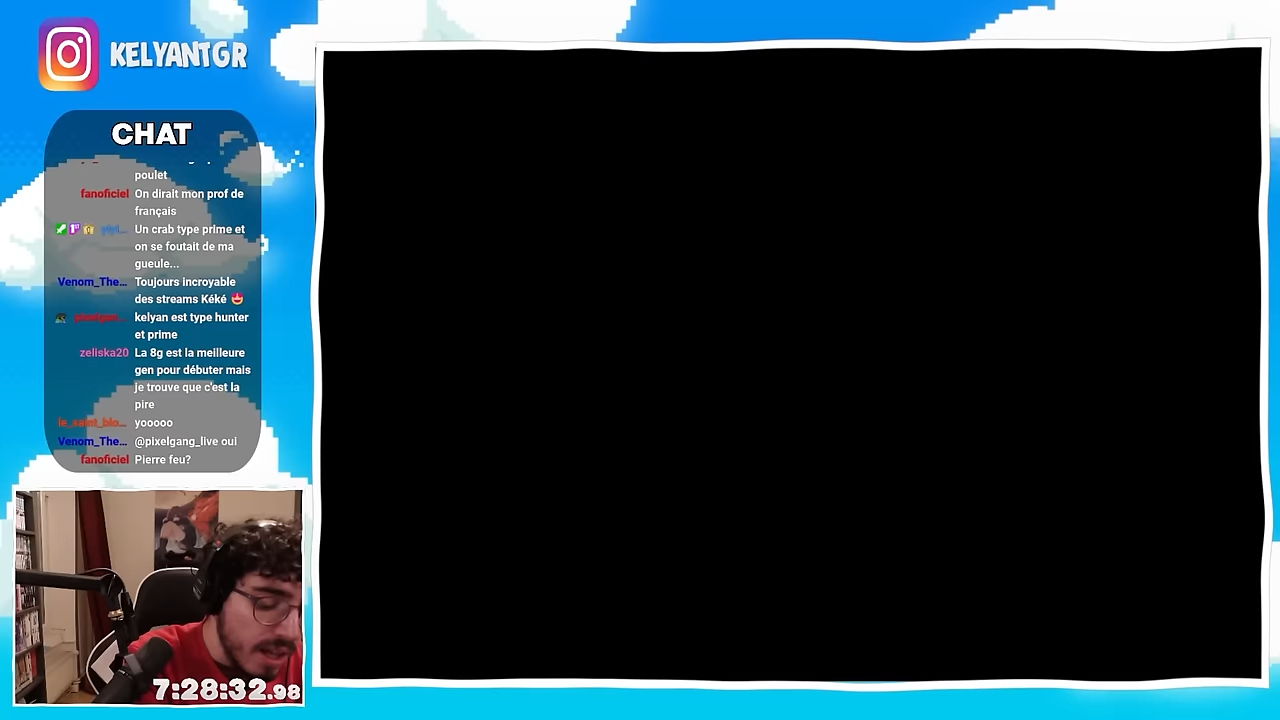 KELYANTGR
CHAT
poulet
fanoficiel On dirait mon prof de
français
Un crab type prime et
on se foutait de ma
gueule...
Venom_The... Toujours incroyable
des streams Kéké
kelyan est type hunter
et prime
zeliska20 La 8g est la meilleure
gen pour débuter mais
je trouve que c'est la
pire
le_saint_blo... yooooo
Venom_The... @pixelgang_live oui
fanoficiel Pierre feu?
7:28:32.98